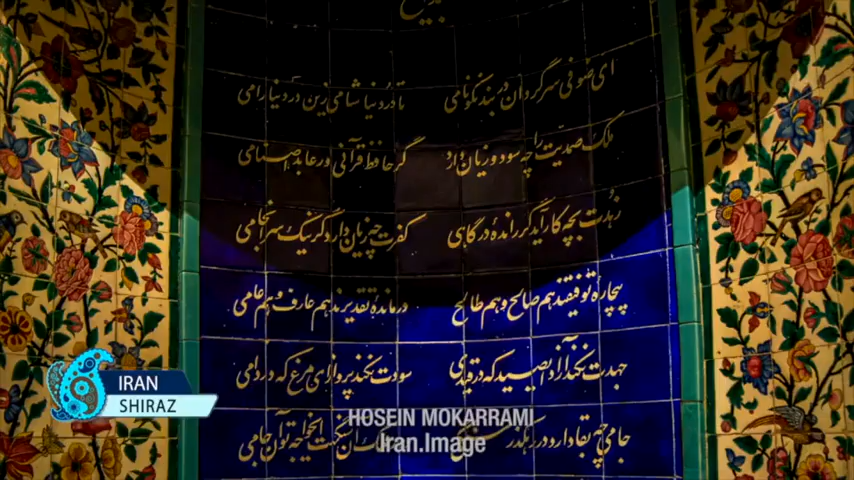 ای صوفی سرگردان در بند نکونامی تا درد نیاشامی زین درد نیارامی
ملک صمدیت را چه سود و زیان دارد گر حافظ قرآنی ور عابد اصنامی
زهدت بچه کار آید گر رانده درگاهی کفرت چه زیان دارد گر نیک سرانجامی
بیچاره توفیقند هم صالح و هم طالح درمانده تقدیرند هم عارف و هم عامی
جهدت نکند آزاد ای صید که در قیدی سودت نکند پرواز ای مرغ که در دامی
جامی چه بقا دارد در رهگذر
IRAN
SHIRAZ
HOSEIN MOKARRAMI
Iran.Image